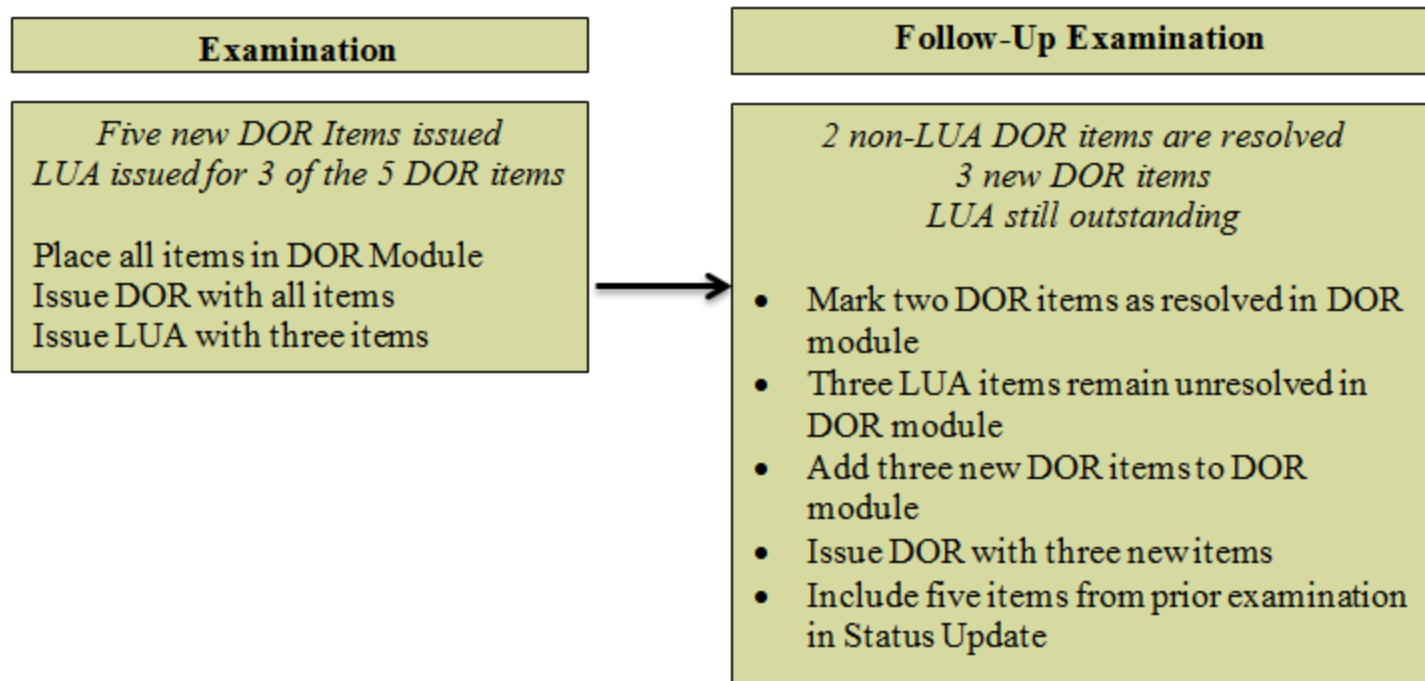 Examination
Five new DOR Items issued
LUA issued for 3 of the 5 DOR items
Place all items in DOR Module
Issue DOR with all items
Issue LUA with three items
Follow-Up Examination
2 non-LUA DOR items are resolved
3 new DOR items
LUA still outstanding
• Mark two DOR items as resolved in DOR
module
• Three LUA items remain unresolved in
DOR module
• Add three new DOR items to DOR
module
• Issue DOR with three new items
• Include five items from prior examination
in Status Update